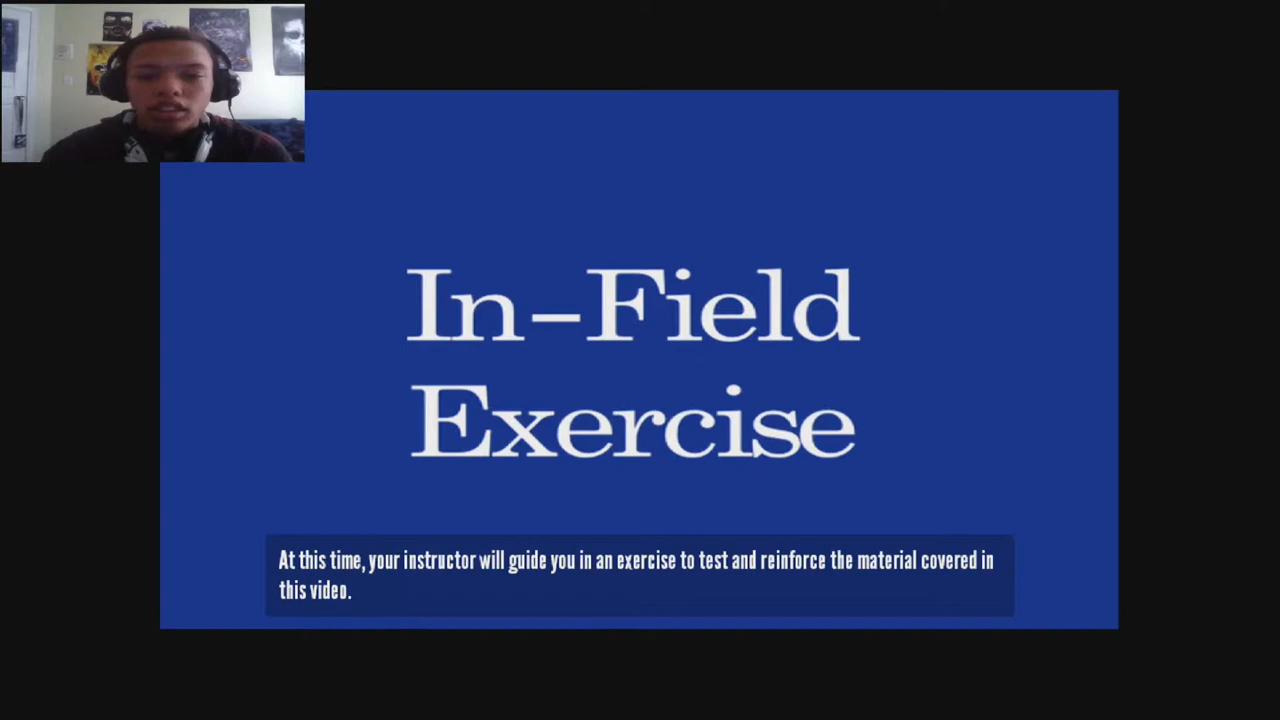 In-Field
Exercise
At this time, your instructor will guide you in an exercise to test and reinforce the material covered in
this video.